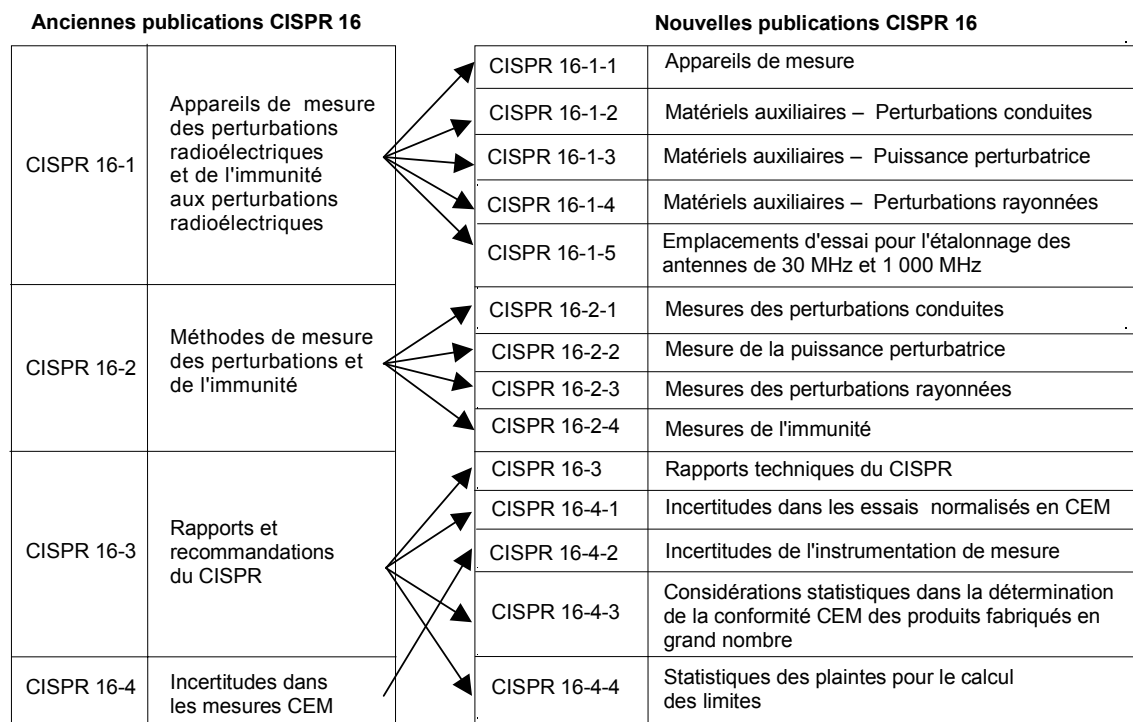 Anciennes publications CISPR 16
Nouvelles publications CISPR 16
CISPR 16-1
Appareils de mesure
des perturbations
radioélectriques
et de l'immunité
aux perturbations
radioélectriques
CISPR 16-2
Méthodes de mesure
des perturbations et
de l'immunité
CISPR 16-3
Rapports et
recommandations
du CISPR
CISPR 16-4
Incertitudes dans
les mesures CEM
CISPR 16-1-1
Appareils de mesure
CISPR 16-1-2
Matériels auxiliaires – Perturbations conduites
CISPR 16-1-3
Matériels auxiliaires – Puissance perturbatrice
CISPR 16-1-4
Matériels auxiliaires – Perturbations rayonnées
CISPR 16-1-5
Emplacements d'essai pour l'étalonnage des
antennes de 30 MHz et 1 000 MHz
CISPR 16-2-1
Mesures des perturbations conduites
CISPR 16-2-2
Mesure de la puissance perturbatrice
CISPR 16-2-3
Mesures des perturbations rayonnées
CISPR 16-2-4
Mesures de l'immunité
CISPR 16-3
Rapports techniques du CISPR
CISPR 16-4-1
Incertitudes dans les essais normalisés en CEM
CISPR 16-4-2
Incertitudes de l'instrumentation de mesure
CISPR 16-4-3
Considérations statistiques dans la détermination
de la conformité CEM des produits fabriqués en
grand nombre
CISPR 16-4-4
Statistiques des plaintes pour le calcul
des limites